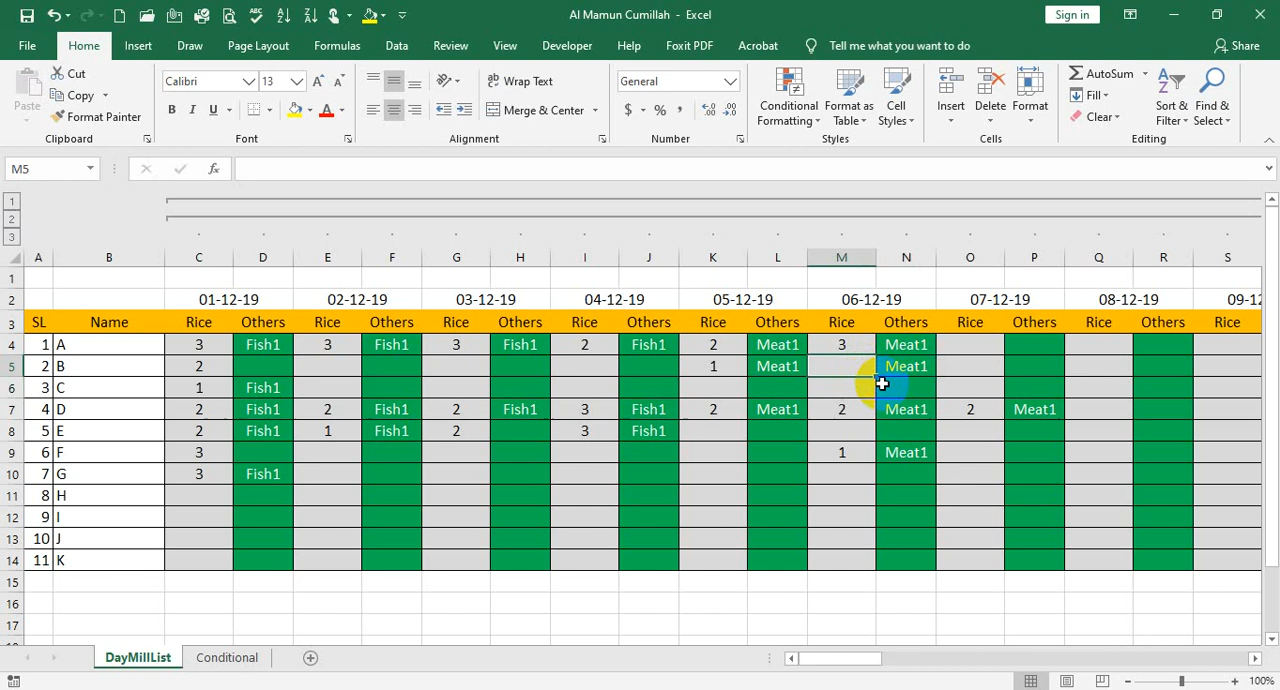 Al Mamun Cumillah - Excel
Sign in
File Home Insert Draw Page Layout Formulas Data Review View Developer Help Foxit PDF Acrobat Tell me what you want to do Share
Paste
Cut
Copy
Format Painter
Clipboard
Calibri 13
B I U
Font
Wrap Text
Merge & Center
Alignment
General
$ % ,
Number
Conditional Formatting
Format as Table
Cell Styles
Styles
Insert Delete Format
Cells
AutoSum
Fill
Clear
Sort & Filter
Find & Select
Editing
M5 fx
1
2
3
A B C D E F G H I J K L M N O P Q R S
1
2 01-12-19 02-12-19 03-12-19 04-12-19 05-12-19 06-12-19 07-12-19 08-12-19 09-12
3 SL Name Rice Others Rice Others Rice Others Rice Others Rice Others Rice Others Rice Others Rice Others Rice
4 1 A 3 Fish1 3 Fish1 3 Fish1 2 Fish1 2 Meat1 3 Meat1
5 2 B 2 1 Meat1 Meat1
6 3 C 1 Fish1
7 4 D 2 Fish1 2 Fish1 2 Fish1 3 Fish1 2 Meat1 2 Meat1 2 Meat1
8 5 E 2 Fish1 1 Fish1 2 3 Fish1
9 6 F 3 1 Meat1
10 7 G 3 Fish1
11 8 H
12 9 I
13 10 J
14 11 K
15
16
17
DayMillList Conditional
100%